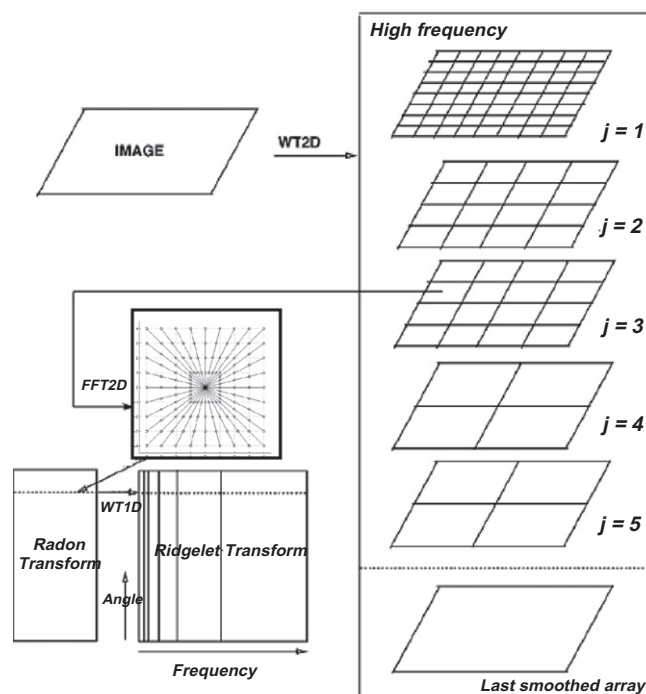 High frequency
IMAGE
WT2D
j = 1
j = 2
j = 3
FFT2D
j = 4
WT1D
Radon
Transform
Ridgelet Transform
j = 5
Angle
Frequency
Last smoothed array